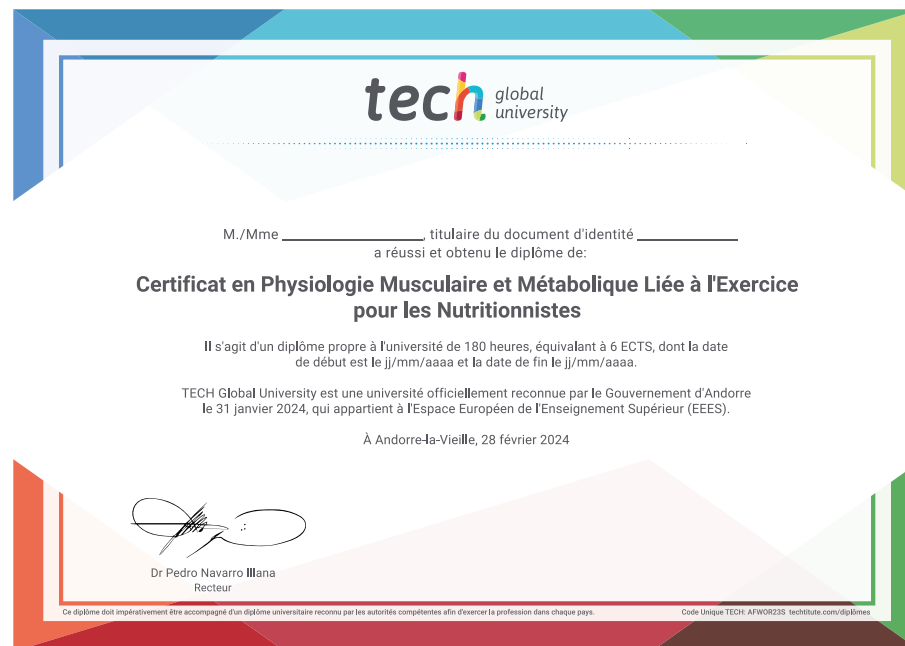 tech global university
M./Mme ____________________, titulaire du document d'identité ______________
a réussi et obtenu le diplôme de:
Certificat en Physiologie Musculaire et Métabolique Liée à l'Exercice
pour les Nutritionnistes
Il s'agit d'un diplôme propre à l'université de 180 heures, équivalant à 6 ECTS, dont la date
de début est le jj/mm/aaaa et la date de fin le jj/mm/aaaa.
TECH Global University est une université officiellement reconnue par le Gouvernement d'Andorre
le 31 janvier 2024, qui appartient à l'Espace Européen de l'Enseignement Supérieur (EEES).
À Andorre-la-Vieille, 28 février 2024
Dr Pedro Navarro Illana
Recteur
Ce diplôme doit impérativement être accompagné d'un diplôme universitaire reconnu par les autorités compétentes afin d'exercer la profession dans chaque pays.
Code Unique TECH: AFWOR23S techtitute.com/diplômes